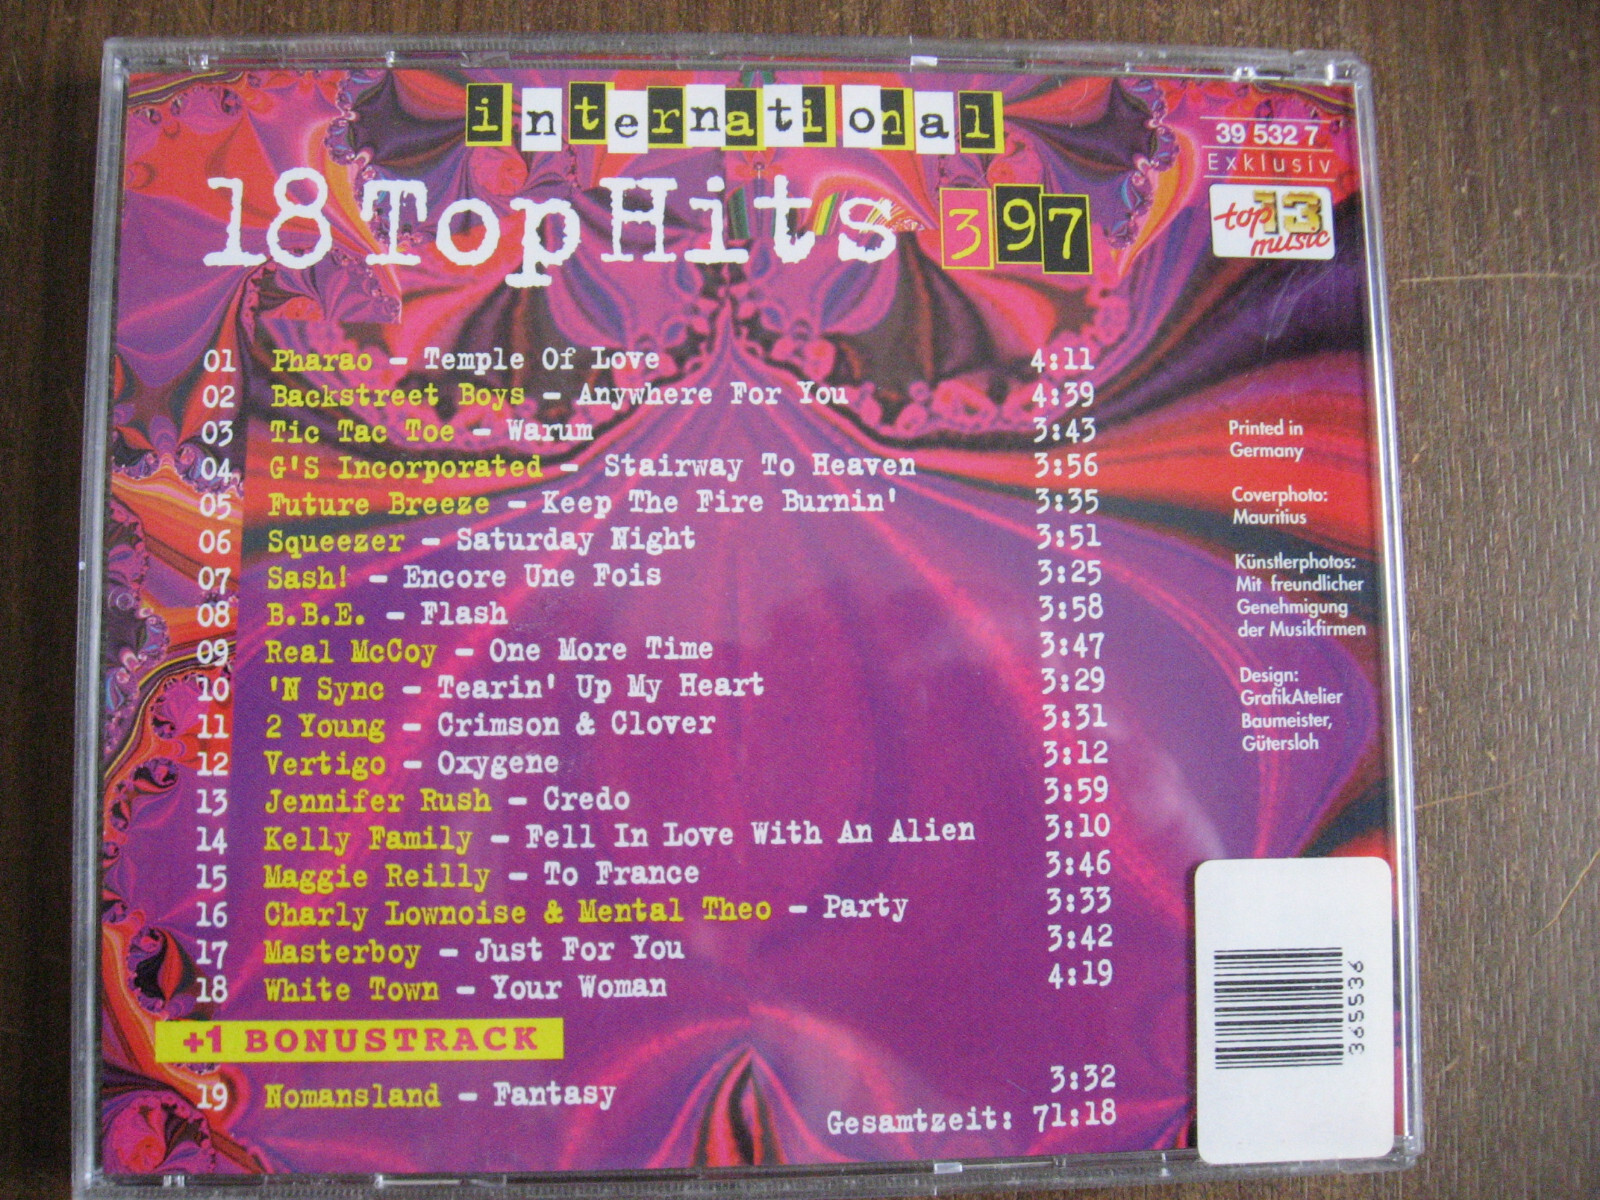 international
18 Top Hits 397
39 532 7
Exklusiv
top 13
music
01 Pharao – Temple Of Love 4:11
02 Backstreet Boys – Anywhere For You 4:39
03 Tic Tac Toe – Warum 3:43
04 G'S Incorporated – Stairway To Heaven 3:56
05 Future Breeze – Keep The Fire Burnin' 3:35
06 Squeezer – Saturday Night 3:51
07 Sash! – Encore Une Fois 3:25
08 B.B.E. – Flash 3:58
09 Real McCoy – One More Time 3:47
10 'N Sync – Tearin' Up My Heart 3:29
11 2 Young – Crimson & Clover 3:31
12 Vertigo – Oxygene 3:12
13 Jennifer Rush – Credo 3:59
14 Kelly Family – Fell In Love With An Alien 3:10
15 Maggie Reilly – To France 3:46
16 Charly Lownoise & Mental Theo – Party 3:33
17 Masterboy – Just For You 3:42
18 White Town – Your Woman 4:19
+1 BONUSTRACK
19 Nomansland – Fantasy 3:32
Gesamtzeit: 71:18
Printed in
Germany
Coverphoto:
Mauritius
Künstlerphotos:
Mit freundlicher
Genehmigung
der Musikfirmen
Design:
GrafikAtelier
Baumeister,
Gütersloh
365536